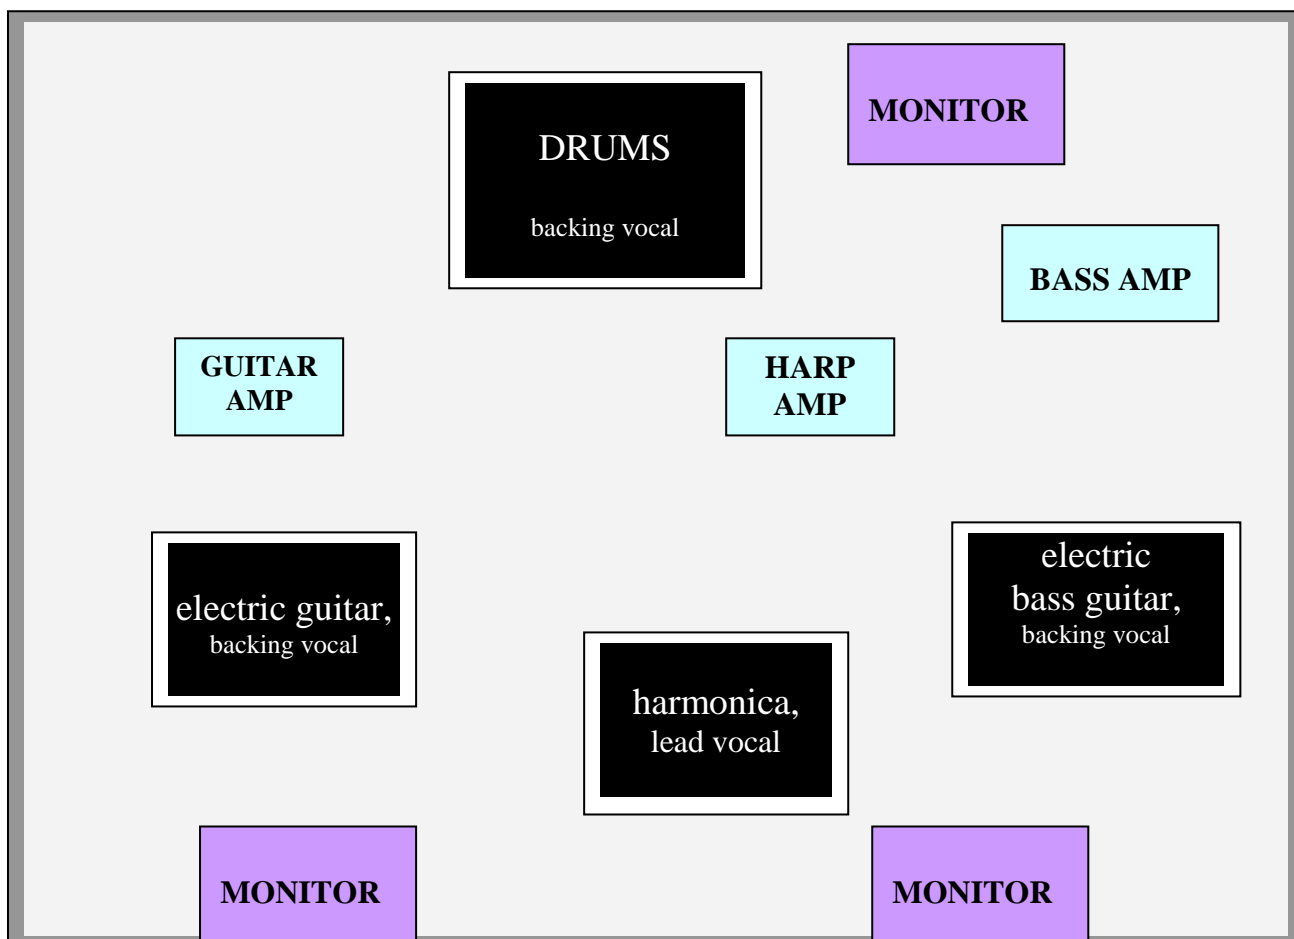 MONITOR
DRUMS
backing vocal
BASS AMP
GUITAR
AMP
HARP
AMP
electric guitar,
backing vocal
electric
bass guitar,
backing vocal
harmonica,
lead vocal
MONITOR
MONITOR